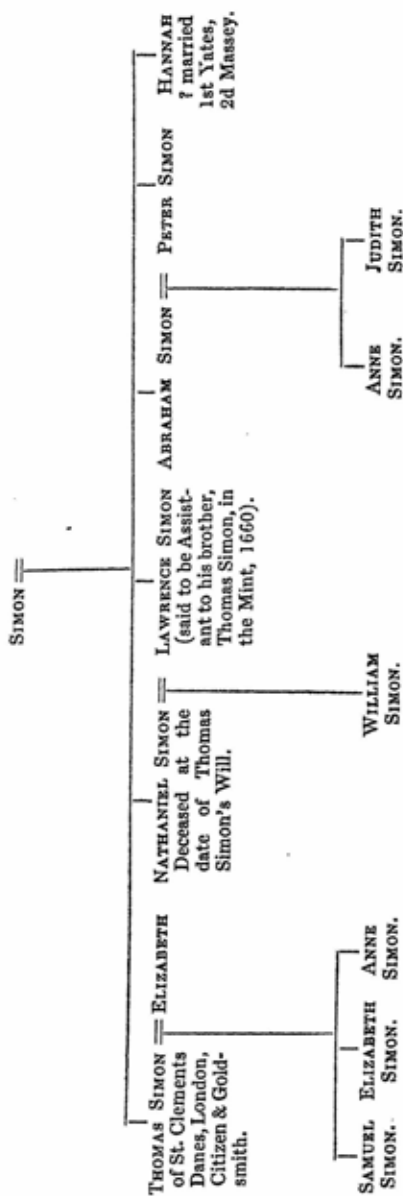 SIMON
THOMAS SIMON
of St. Clements
Danes, London,
Citizen & Gold-
smith.
ELIZABETH
NATHANIEL SIMON
Deceased at the
date of Thomas
Simon's Will.
LAWRENCE SIMON
(said to be Assist-
ant to his brother,
Thomas Simon, in
the Mint, 1660).
ABRAHAM SIMON
PETER SIMON
HANNAH
? married
1st Yates,
2d Massey.
SAMUEL
SIMON.
ELIZABETH
SIMON.
ANNE
SIMON.
WILLIAM
SIMON.
ANNE
SIMON.
JUDITH
SIMON.